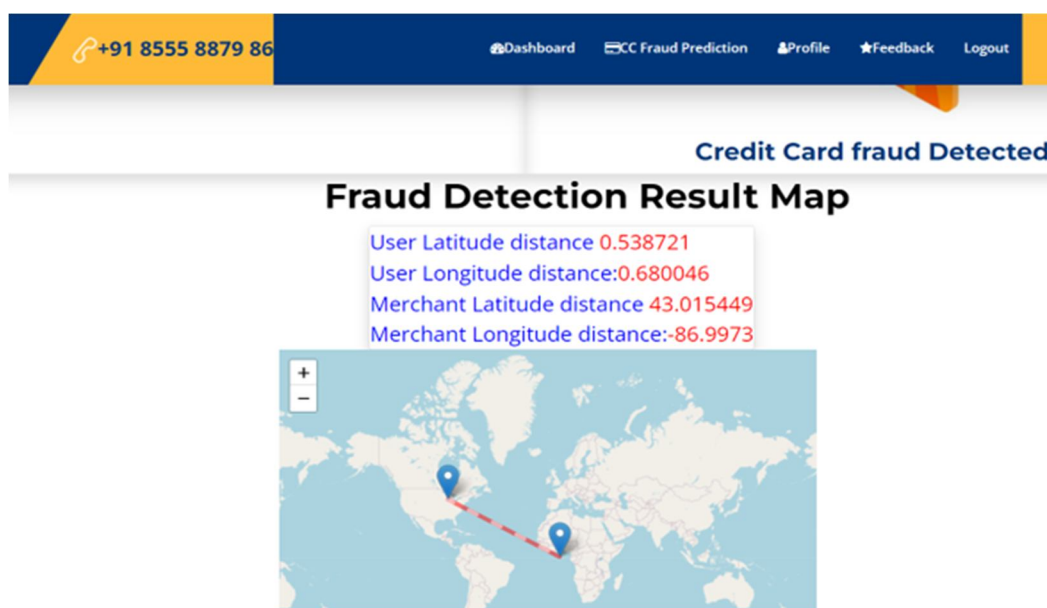 +91 8555 8879 86 Dashboard CC Fraud Prediction Profile Feedback Logout
Credit Card fraud Detected
Fraud Detection Result Map
User Latitude distance 0.538721
User Longitude distance:0.680046
Merchant Latitude distance 43.015449
Merchant Longitude distance:-86.9973
+
−